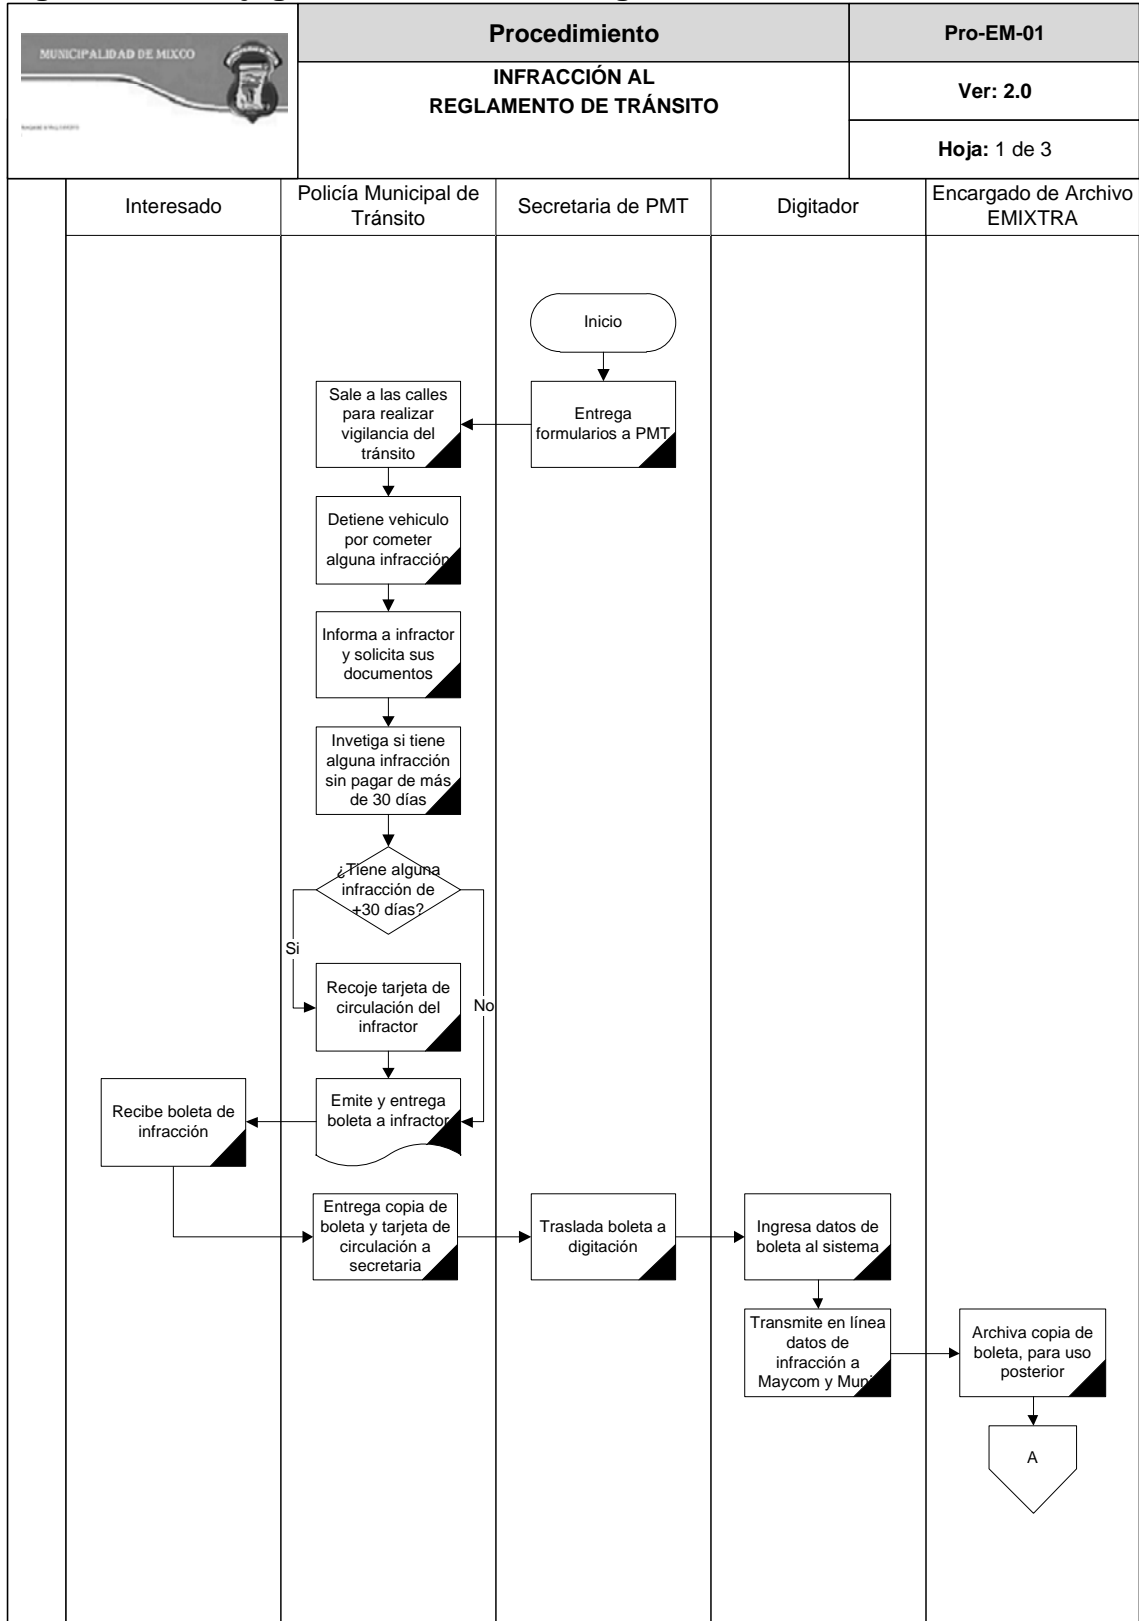 MUNICIPALIDAD DE MIXCO
Procedimiento
Pro-EM-01
INFRACCIÓN AL
REGLAMENTO DE TRÁNSITO
Ver: 2.0
Hoja: 1 de 3
Interesado
Policía Municipal de
Tránsito
Secretaria de PMT
Digitador
Encargado de Archivo
EMIXTRA
Inicio
Entrega
formularios a PMT
Sale a las calles
para realizar
vigilancia del
tránsito
Detiene vehiculo
por cometer
alguna infracción
Informa a infractor
y solicita sus
documentos
Invetiga si tiene
alguna infracción
sin pagar de más
de 30 días
¿Tiene alguna
infracción de
+30 días?
Si
No
Recoje tarjeta de
circulación del
infractor
Emite y entrega
boleta a infractor
Recibe boleta de
infracción
Entrega copia de
boleta y tarjeta de
circulación a
secretaria
Traslada boleta a
digitación
Ingresa datos de
boleta al sistema
Transmite en línea
datos de
infracción a
Maycom y Muni
Archiva copia de
boleta, para uso
posterior
A